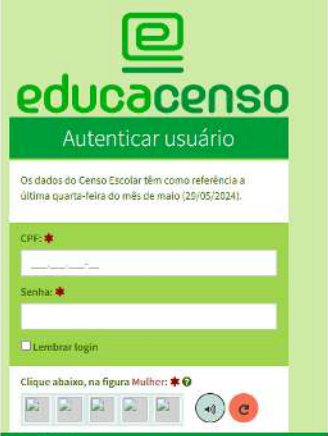 educacenso
Autenticar usuário
Os dados do Censo Escolar têm como referência a
última quarta-feira do mês de maio (29/05/2024).
CPF: *
___.___.___-__
Senha: *
Lembrar login
Clique abaixo, na figura Mulher: * ?